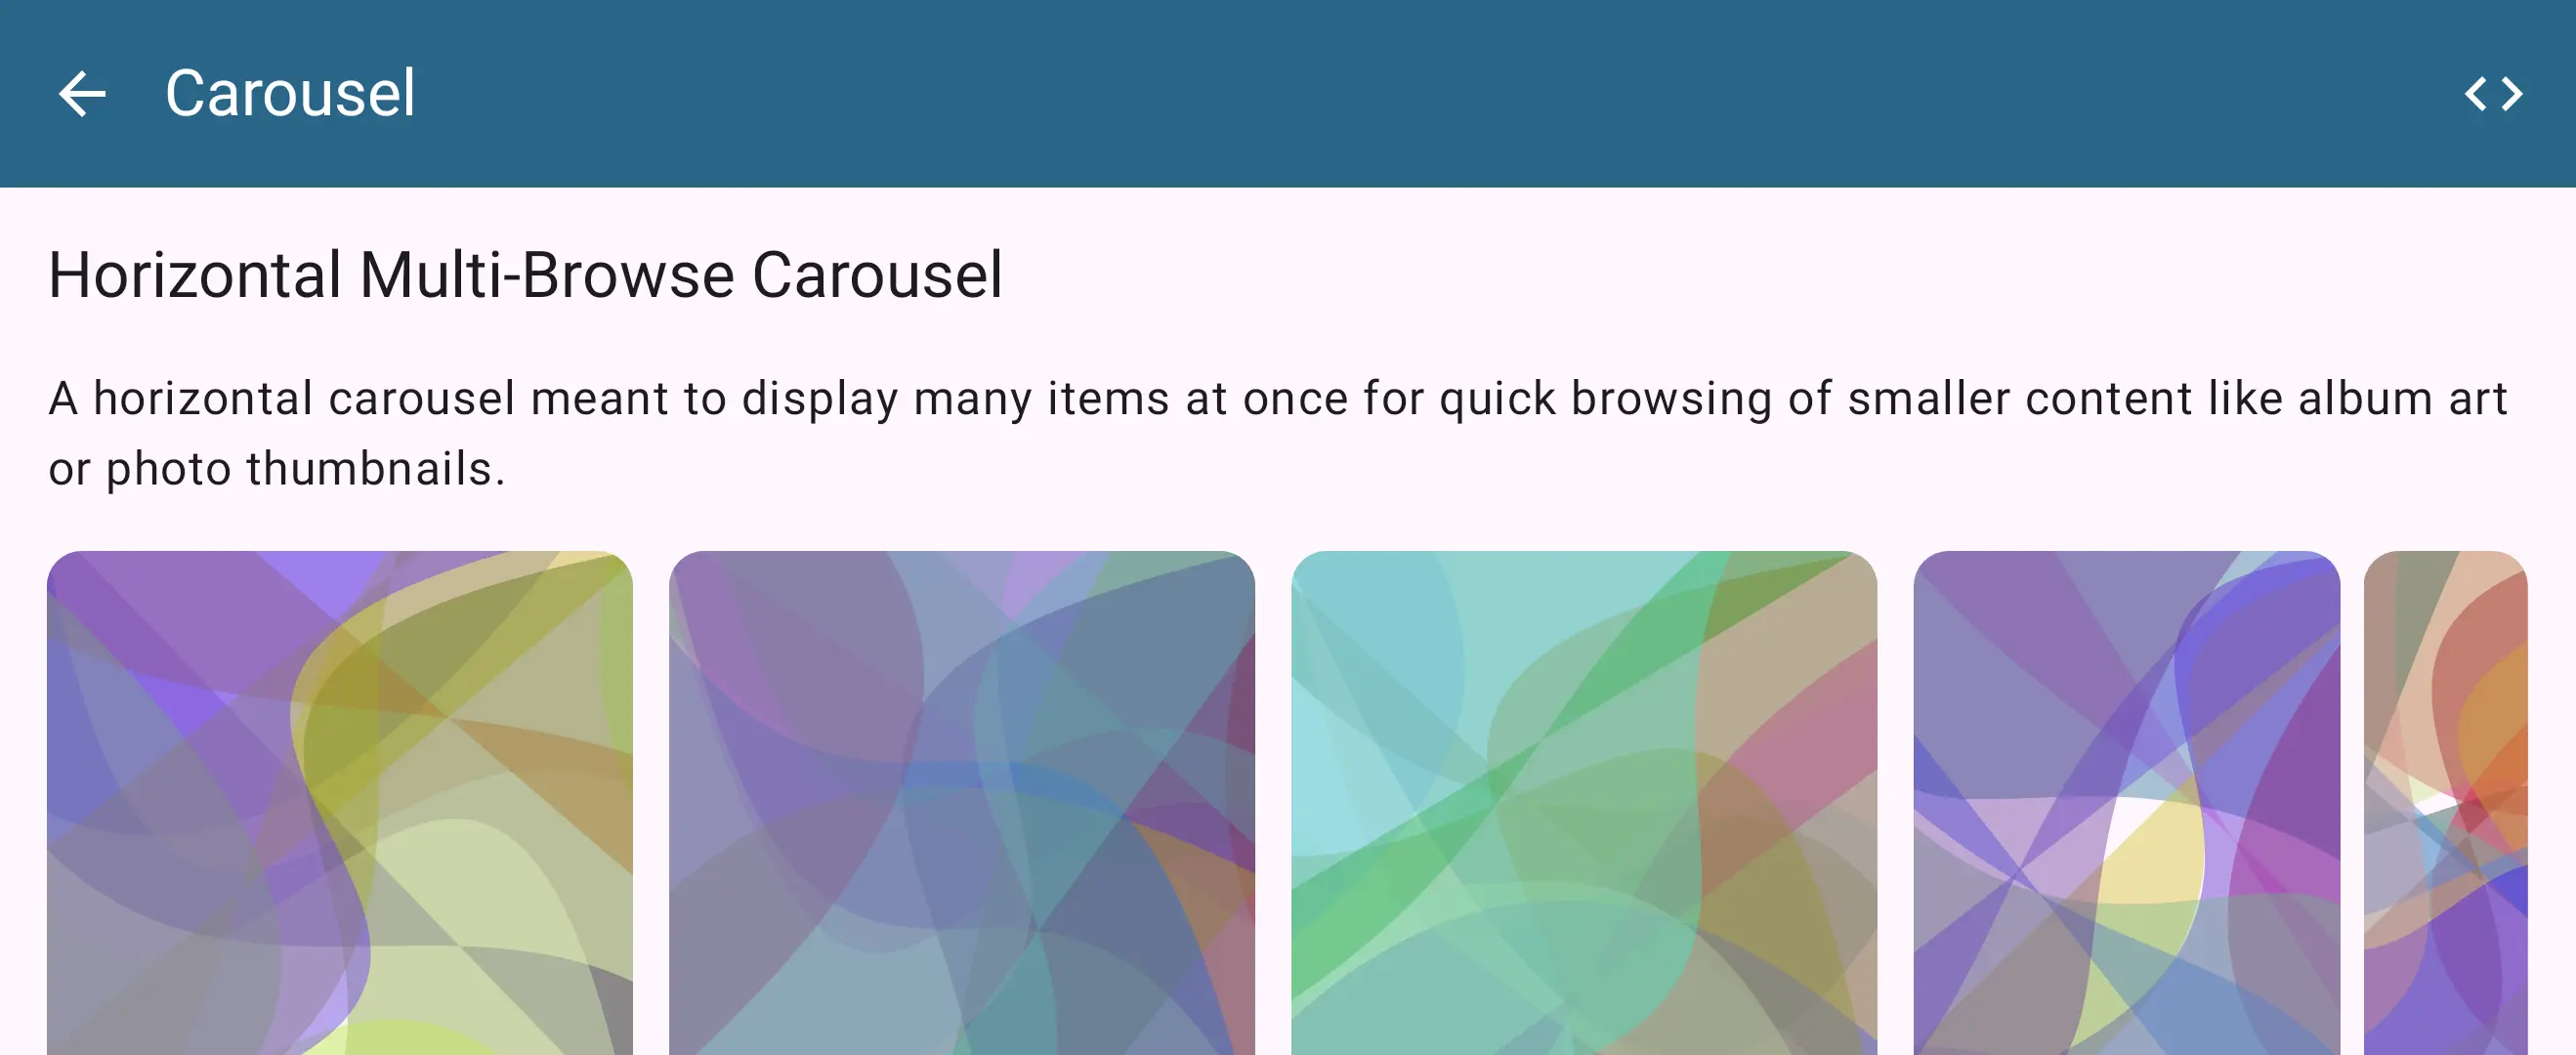 Carousel
Horizontal Multi-Browse Carousel
A horizontal carousel meant to display many items at once for quick browsing of smaller content like album art
or photo thumbnails.